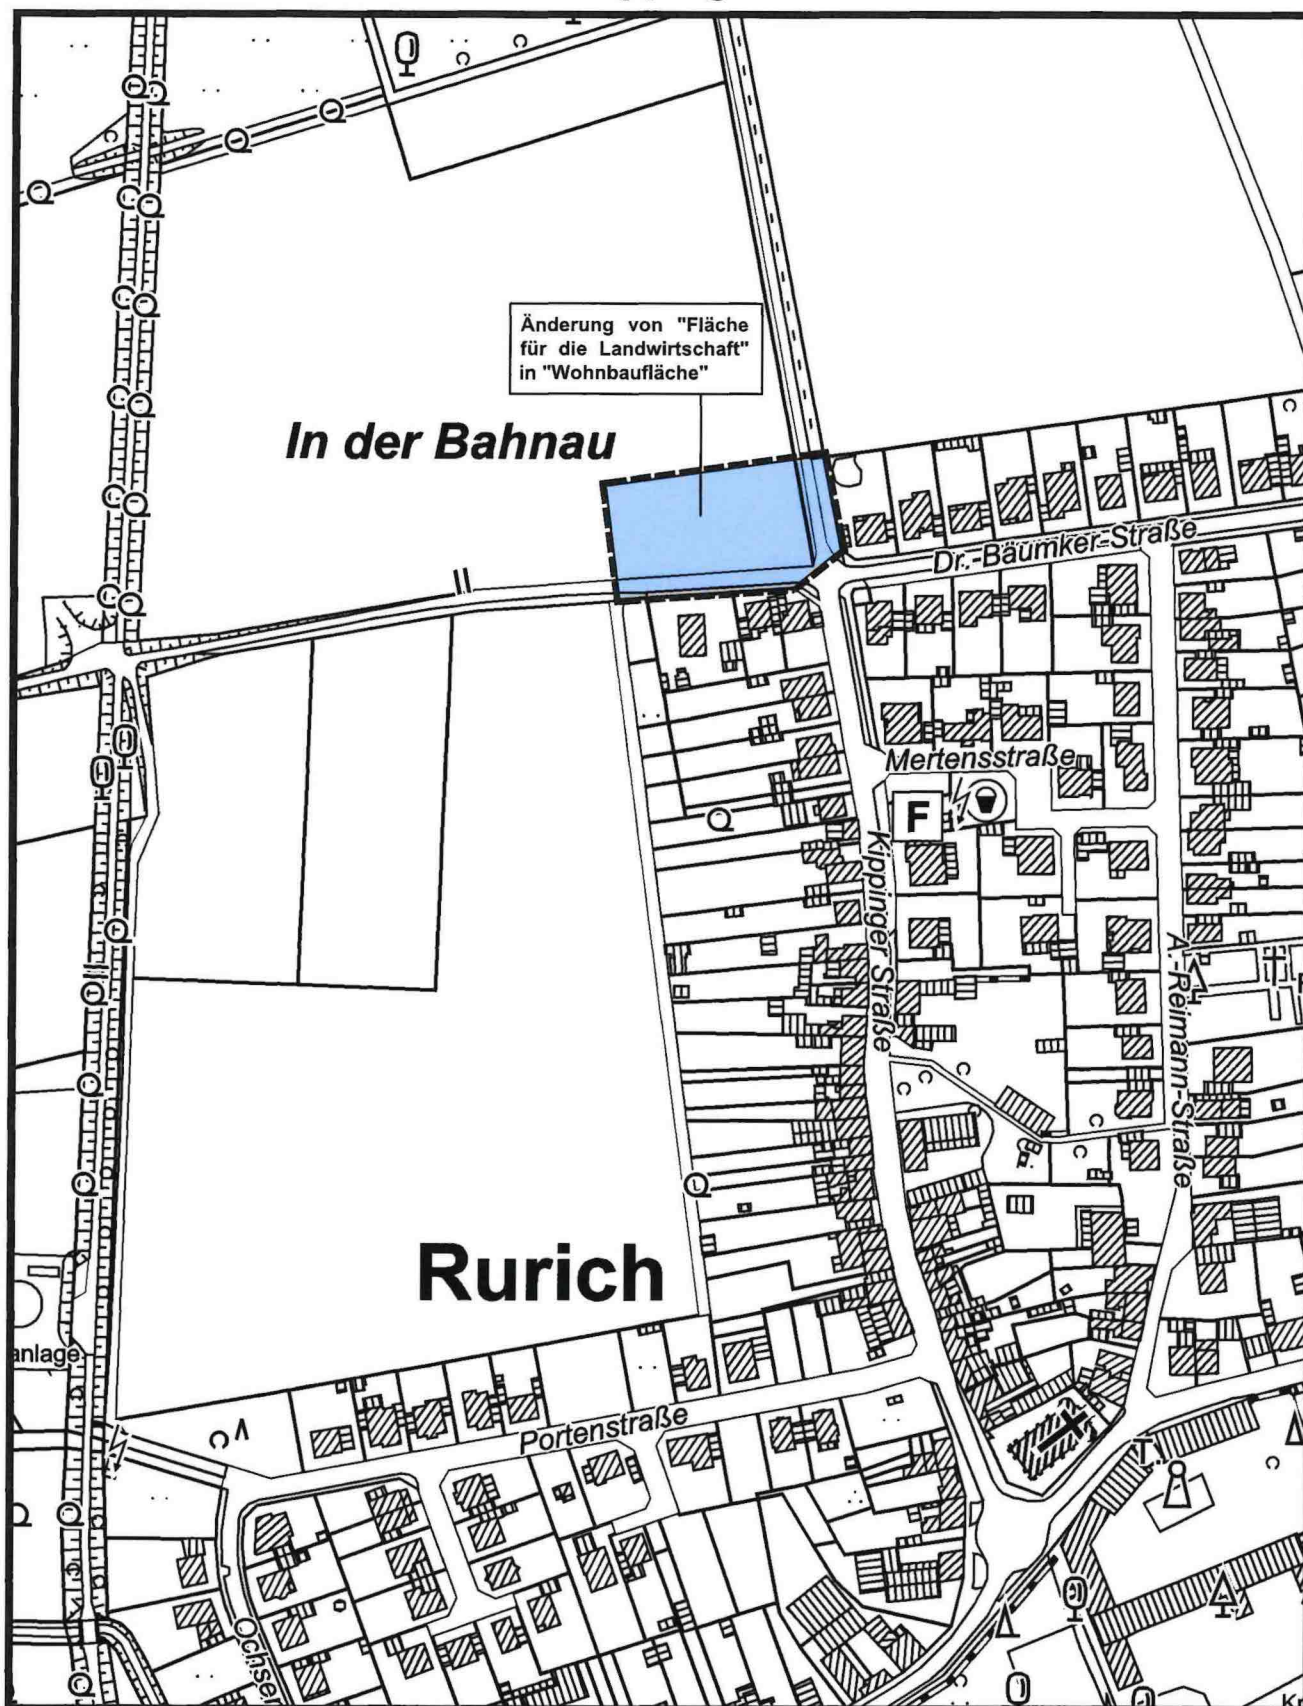 Änderung von "Fläche
für die Landwirtschaft"
in "Wohnbaufläche"
In der Bahnau
Dr.-Bäumker-Straße
Mertensstraße
F
Kippinger Straße
A.-Reimann-Straße
Rurich
anlage
Portenstraße
T.
Ochsen